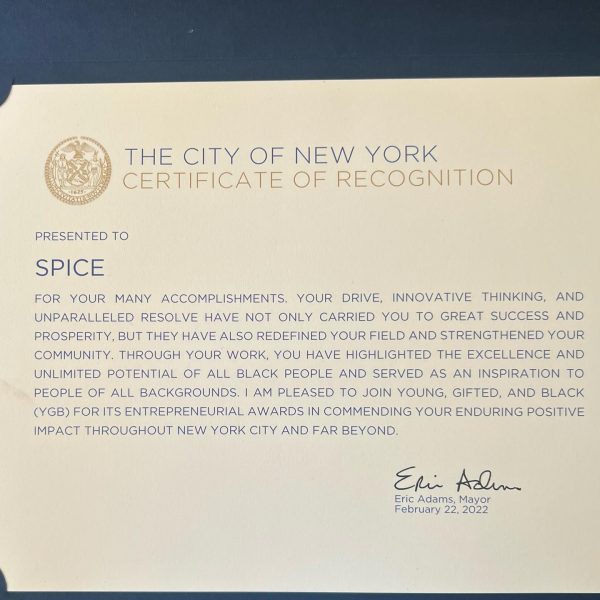 THE CITY OF NEW YORK
CERTIFICATE OF RECOGNITION
PRESENTED TO
SPICE
FOR YOUR MANY ACCOMPLISHMENTS. YOUR DRIVE, INNOVATIVE THINKING, AND
UNPARALLELED RESOLVE HAVE NOT ONLY CARRIED YOU TO GREAT SUCCESS AND
PROSPERITY, BUT THEY HAVE ALSO REDEFINED YOUR FIELD AND STRENGTHENED YOUR
COMMUNITY. THROUGH YOUR WORK, YOU HAVE HIGHLIGHTED THE EXCELLENCE AND
UNLIMITED POTENTIAL OF ALL BLACK PEOPLE AND SERVED AS AN INSPIRATION TO
PEOPLE OF ALL BACKGROUNDS. I AM PLEASED TO JOIN YOUNG, GIFTED, AND BLACK
(YGB) FOR ITS ENTREPRENEURIAL AWARDS IN COMMENDING YOUR ENDURING POSITIVE
IMPACT THROUGHOUT NEW YORK CITY AND FAR BEYOND.
Eric Adams
Eric Adams, Mayor
February 22, 2022